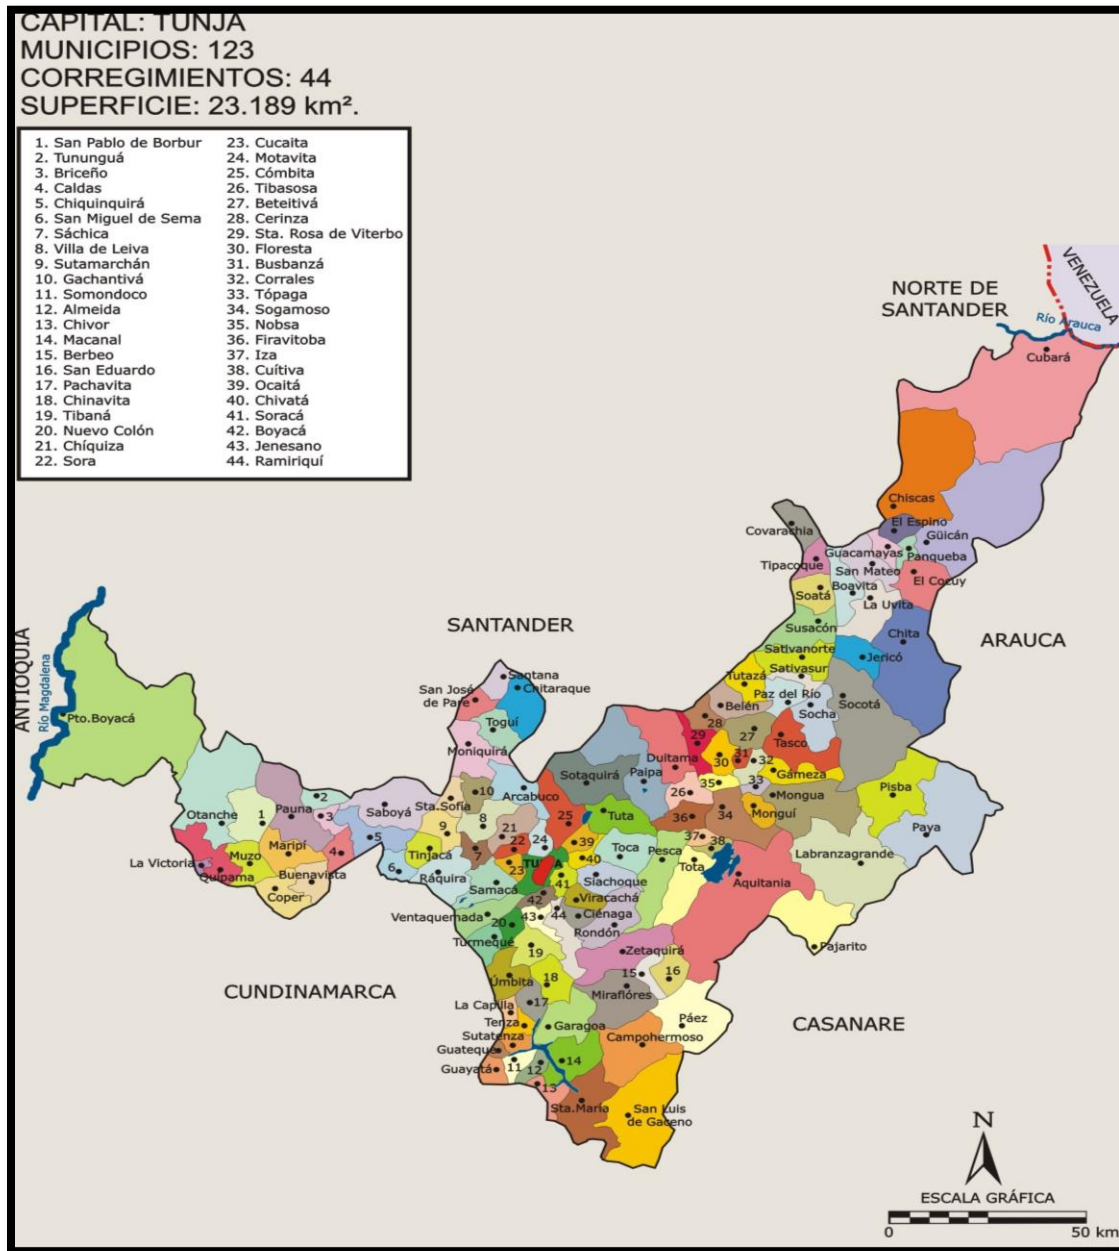 CAPITAL: TUNJA
MUNICIPIOS: 123
CORREGIMIENTOS: 44
SUPERFICIE: 23.189 km².
1. San Pablo de Borbur
2. Tununguá
3. Briceño
4. Caldas
5. Chiquinquirá
6. San Miguel de Sema
7. Sáchica
8. Villa de Leiva
9. Sutamarchán
10. Gachantivá
11. Somondoco
12. Almeida
13. Chivor
14. Macanal
15. Berbeo
16. San Eduardo
17. Pachavita
18. Chinavita
19. Tibaná
20. Nuevo Colón
21. Chíquiza
22. Sora
23. Cucaita
24. Motavita
25. Cómbita
26. Tibasosa
27. Beteitivá
28. Cerinza
29. Sta. Rosa de Viterbo
30. Floresta
31. Busbanzá
32. Corrales
33. Tópaga
34. Sogamoso
35. Nobsa
36. Firavitoba
37. Iza
38. Cuítiva
39. Ocaitá
40. Chivatá
41. Soracá
42. Boyacá
43. Jenesano
44. Ramiriquí
VENEZUELA
NORTE DE
SANTANDER
Río Arauca
Cubará
Chiscas
El Espino
Covarachia
Güicán
Guacamayas
Panqueba
Tipacoque
San Mateo
El Cocuy
Boavita
Soatá
La Uvita
Susacón
SANTANDER
Chita
ARAUCA
Sativanorte
Jericó
Sativasur
ANTIOQUIA
Río Magdalena
Pto.Boyacá
Santana
Chitaraque
San José
de Pare
Toguí
Moniquirá
Tutazá
Paz del Río
Socotá
Belén
Socha
28
27
29
Tasco
Duitama
30
31
32
Gámeza
Sotaquirá
Paipa
35
33
Mongua
Pisba
26
Monguí
34
36
Paya
Otanche
1
2
Pauna
3
Saboyá
Sta.Sofía
10
Arcabuco
25
Tuta
5
9
8
21
24
39
37
38
Labranzagrande
La Victoria
Muzo
Maripí
4
Tinjacá
7
22
40
Toca
Pesca
Tota
Quipama
Buenavista
6
Ráquira
23
TUNJA
41
Siachoque
Aquitania
Coper
Samacá
42
Viracachá
Ventaquemada
20
43
44
Ciénaga
Rondón
Turmequé
19
Zetaquirá
Pajarito
Úmbita
18
15
16
CUNDINAMARCA
Miraflores
La Capilla
17
Páez
CASANARE
Tenza
Garagoa
Sutatenza
Campohermoso
Guateque
Guayatá
11
12
14
13
Sta.María
San Luis
de Gaceno
N
ESCALA GRÁFICA
0
50 km